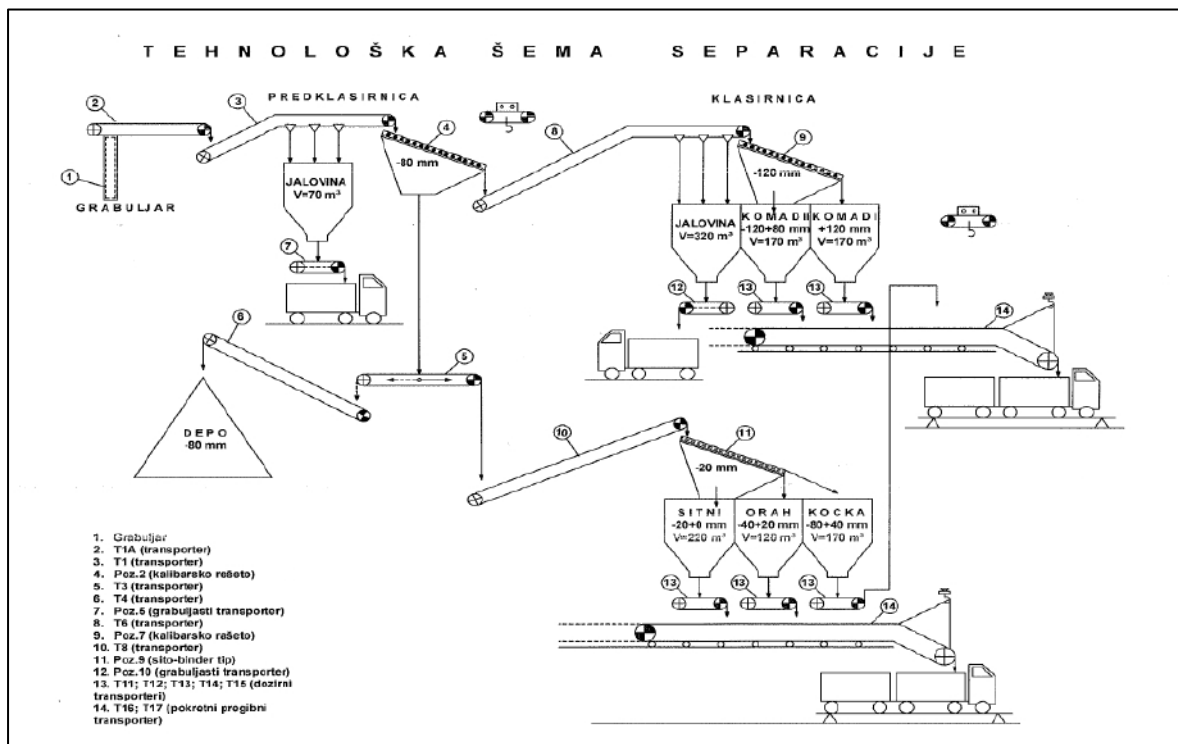 TEHNOLOŠKA ŠEMA SEPARACIJE
PREDKLASIRNICA
KLASIRNICA
2
3
4
8
9
-80 mm
-120 mm
1
GRABULJAR
JALOVINA
V=70 m³
JALOVINA
V=320 m³
KOMADII
-120+80 mm
V=170 m³
KOMADI
+120 mm
V=170 m³
7
12
13
13
14
6
5
DEPO
-80 mm
10
11
-20 mm
SITNI
-20+0 mm
V=220 m³
ORAH
-40+20 mm
V=120 m³
KOCKA
-80+40 mm
V=170 m³
13
13
13
14
1. Grabuljar
2. T1A (transporter)
3. T1 (transporter)
4. Poz.2 (kalibarsko rešeto)
5. T3 (transporter)
6. T4 (transporter)
7. Poz.5 (grabuljasti transporter)
8. T6 (transporter)
9. Poz.7 (kalibarsko rešeto)
10. T8 (transporter)
11. Poz.9 (sito-binder tip)
12. Poz.10 (grabuljasti transporter)
13. T11; T12; T13; T14; T15 (dozirni
transporteri)
14. T16; T17 (pokretni pregibni
transporter)